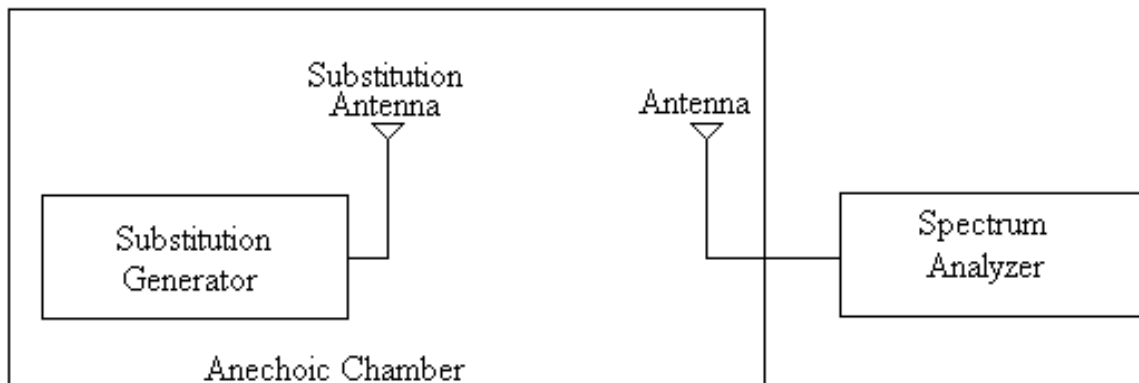 Substitution
Antenna
Antenna
Substitution
Generator
Spectrum
Analyzer
Anechoic Chamber